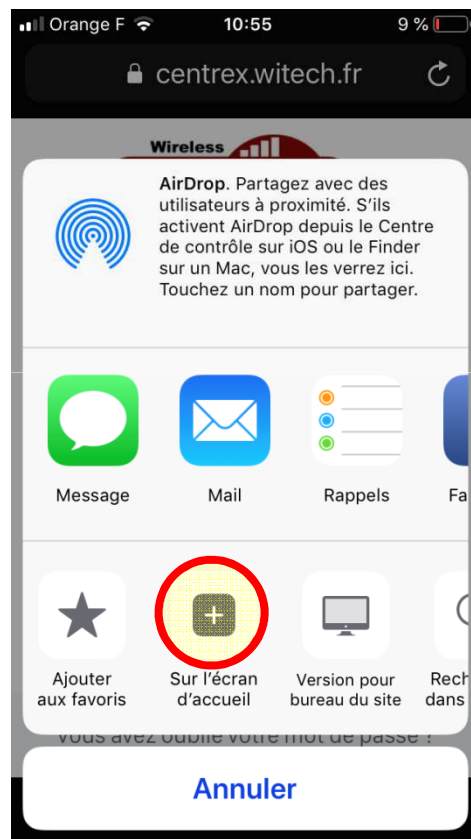 Orange F 10:55 9 %
centrex.witech.fr
Wireless
AirDrop. Partagez avec des
utilisateurs à proximité. S'ils
activent AirDrop depuis le Centre
de contrôle sur iOS ou le Finder
sur un Mac, vous les verrez ici.
Touchez un nom pour partager.
Message Mail Rappels Fa
Ajouter
aux favoris
Sur l'écran
d'accueil
Version pour
bureau du site
Rech
dans
Vous avez oublié votre mot de passe ?
Annuler